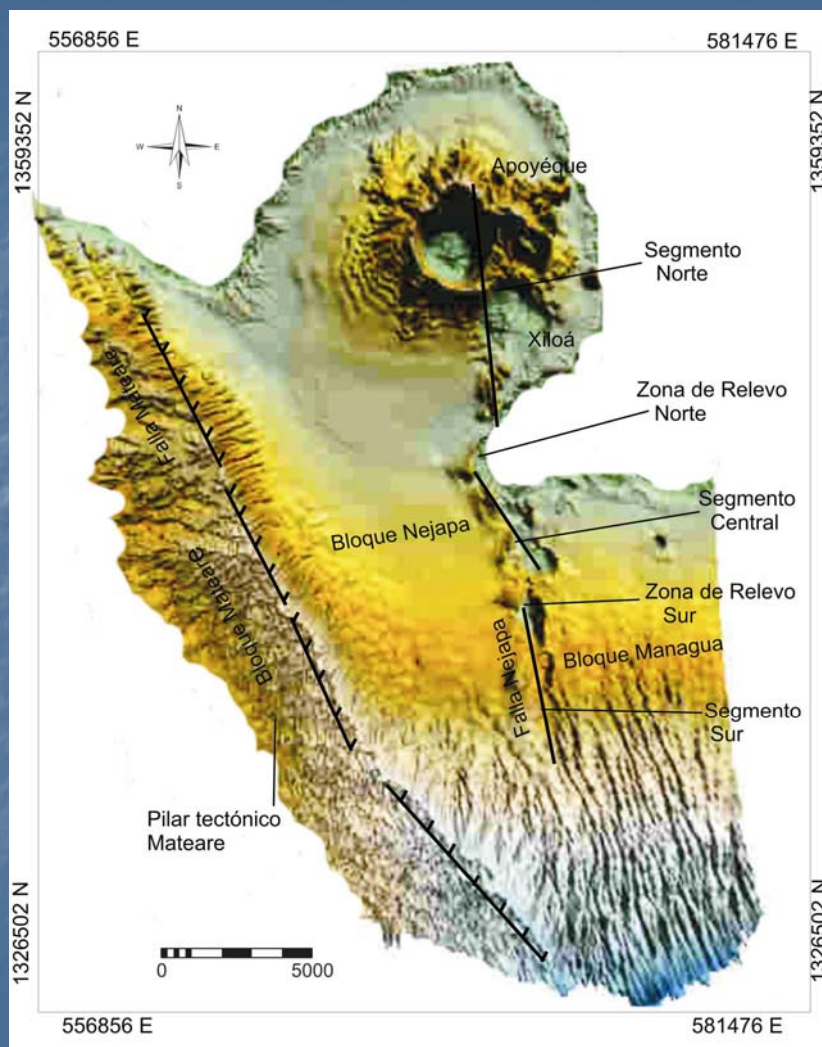 556856 E
581476 E
1359352 N
1359352 N
N
W
E
S
Apoyéque
Segmento
Norte
Xiloá
Falla Mateare
Zona de Relevo
Norte
Segmento
Central
Bloque Nejapa
Bloque Mateare
Zona de Relevo
Sur
Falla Nejapa
Bloque Managua
Segmento
Sur
Pilar tectónico
Mateare
1326502 N
1326502 N
0
5000
556856 E
581476 E